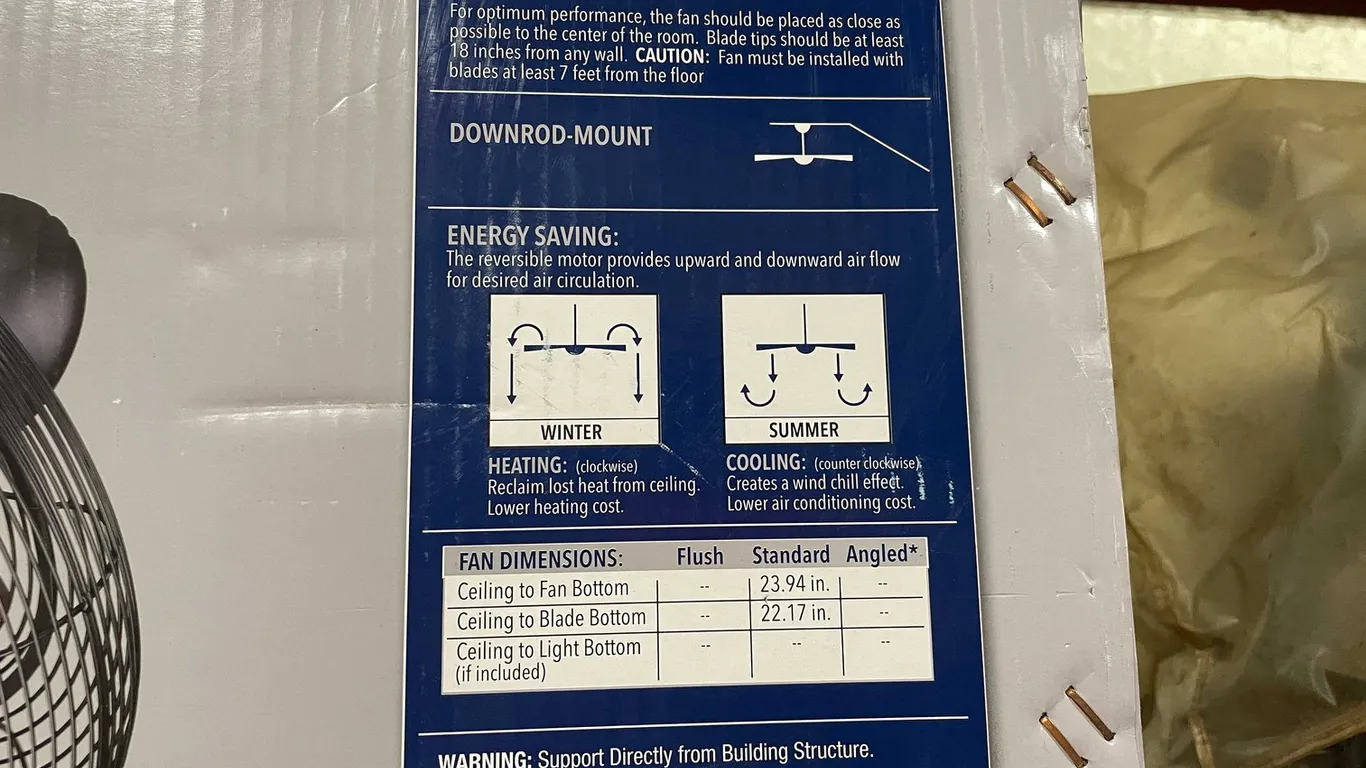 For optimum performance, the fan should be placed as close as
possible to the center of the room. Blade tips should be at least
18 inches from any wall. CAUTION: Fan must be installed with
blades at least 7 feet from the floor
DOWNROD-MOUNT
ENERGY SAVING:
The reversible motor provides upward and downward air flow
for desired air circulation.
WINTER
HEATING: (clockwise)
Reclaim lost heat from ceiling.
Lower heating cost.
SUMMER
COOLING: (counter clockwise)
Creates a wind chill effect.
Lower air conditioning cost.
FAN DIMENSIONS: Flush Standard Angled*
Ceiling to Fan Bottom -- 23.94 in. --
Ceiling to Blade Bottom -- 22.17 in. --
Ceiling to Light Bottom -- -- --
(if included)
WARNING: Support Directly from Building Structure.